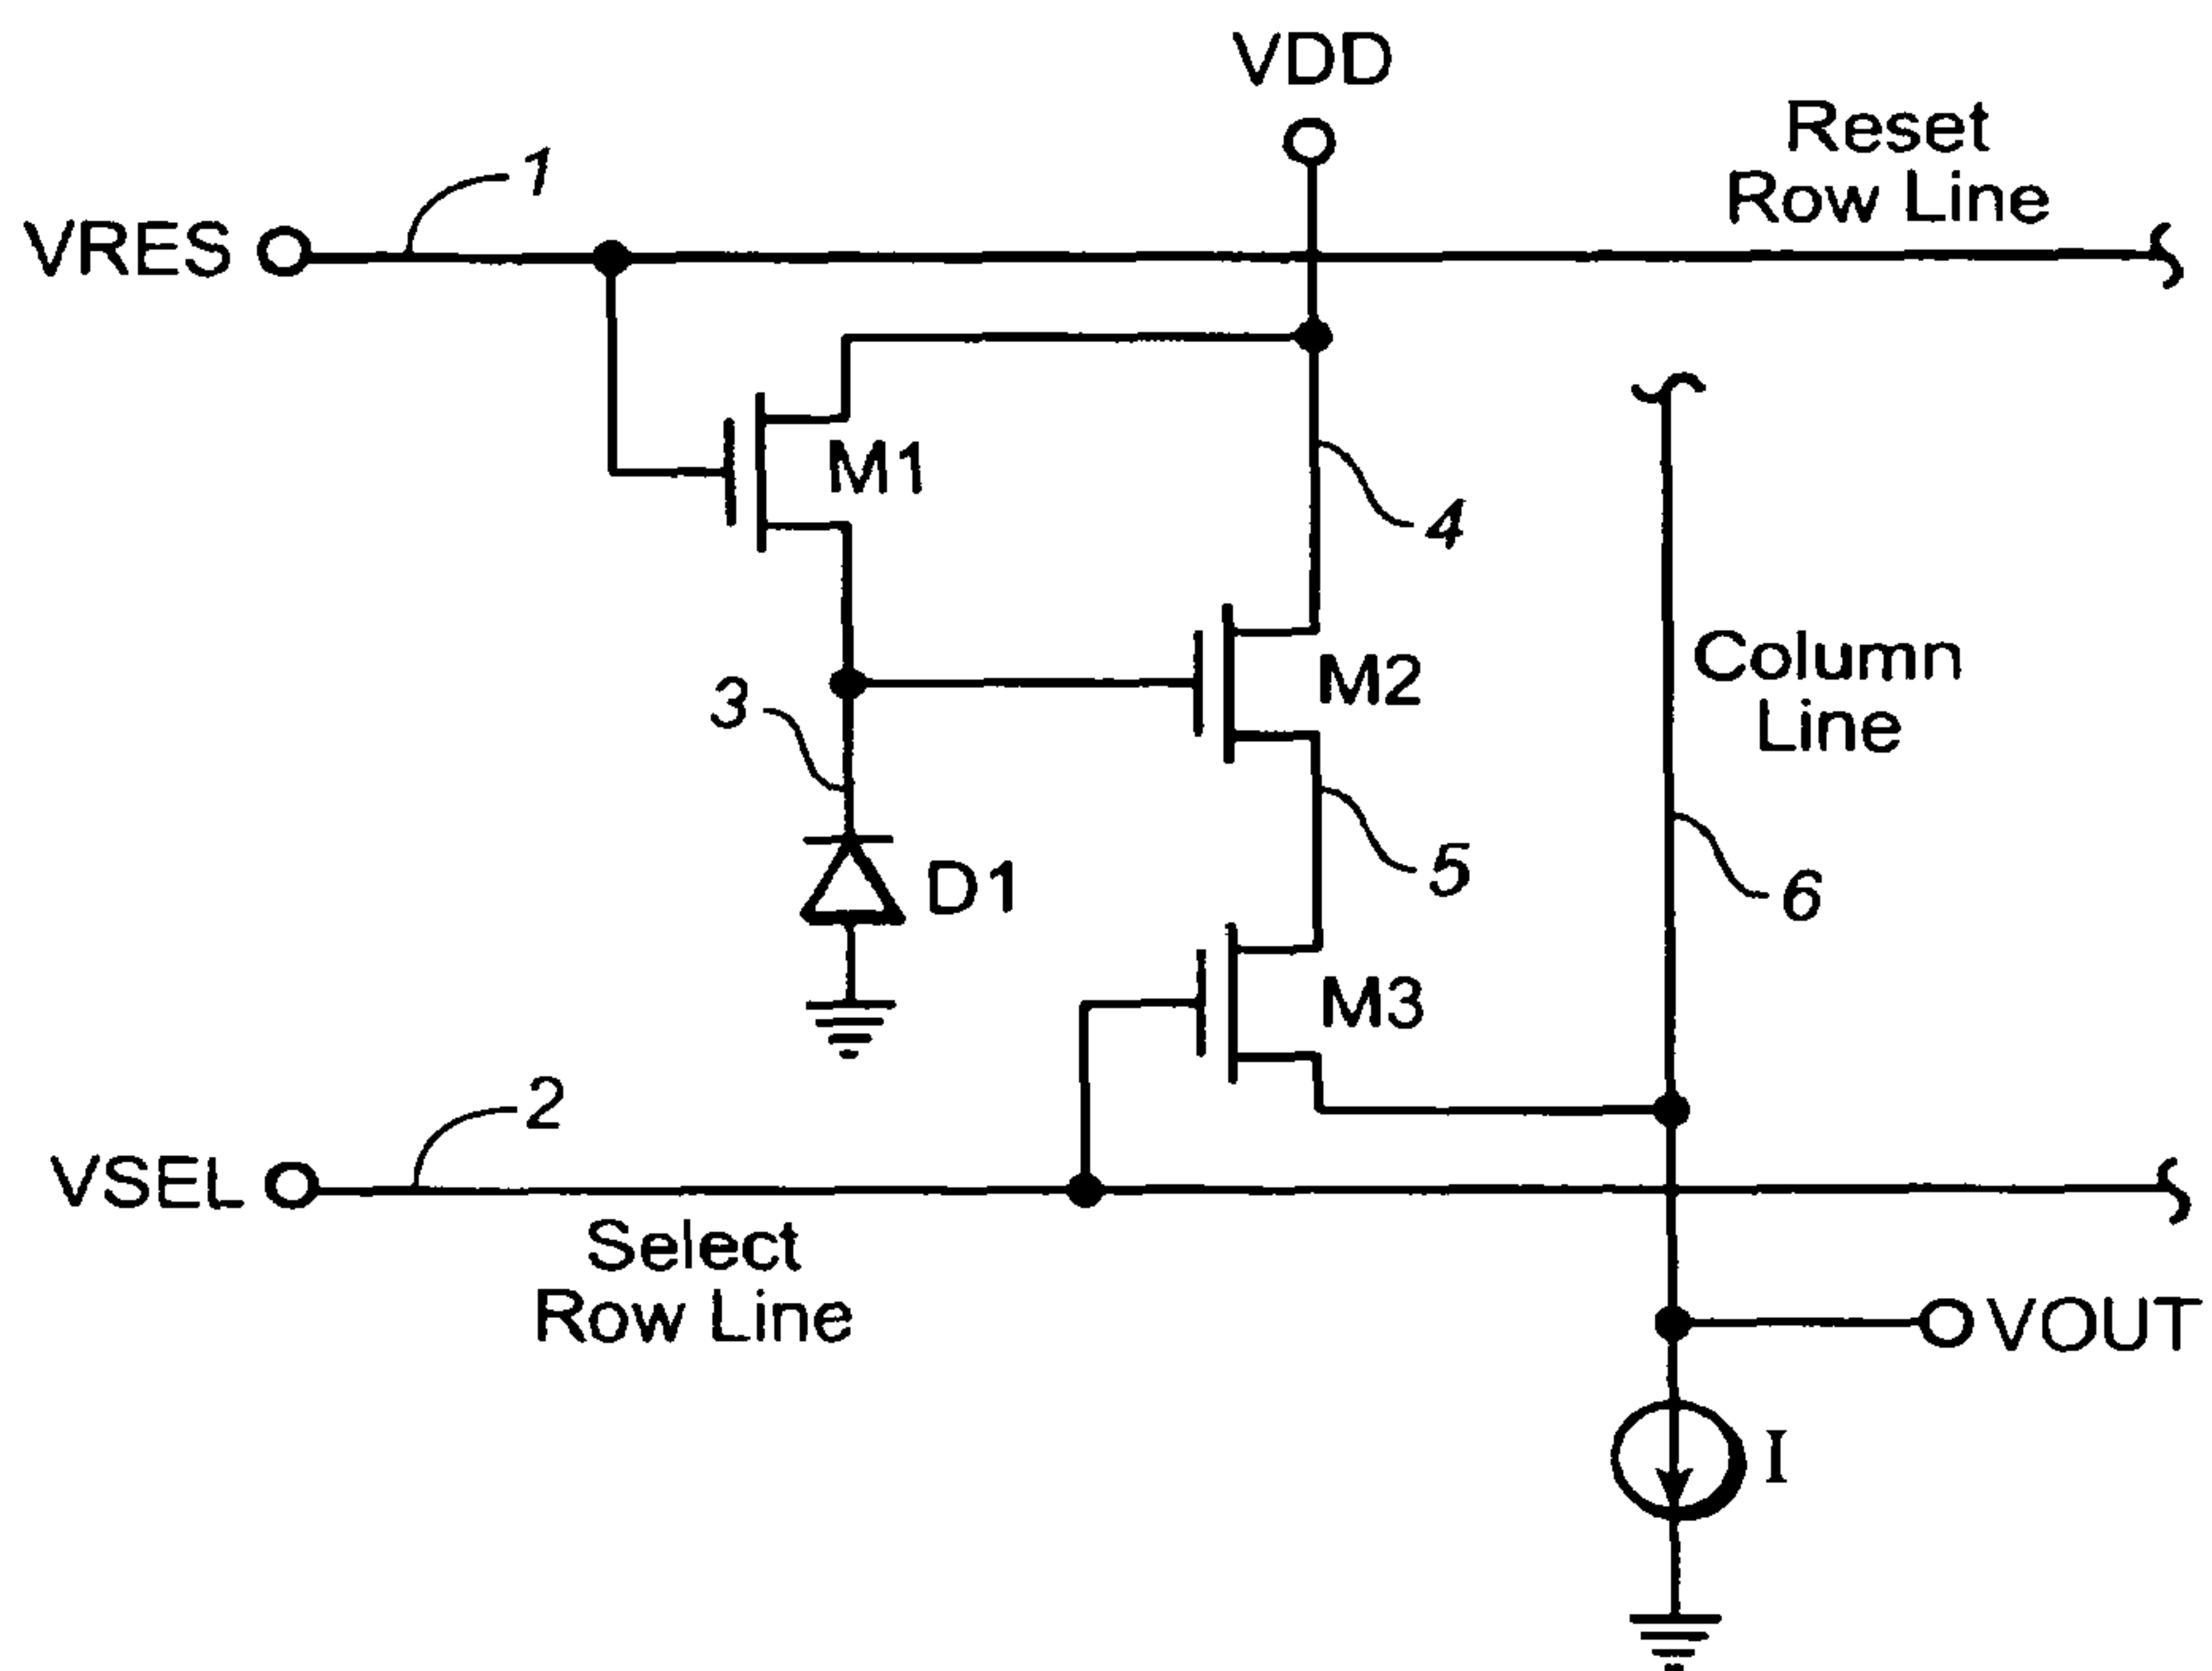 VDD
Reset
Row Line
1
VRES
M1
4
Column
Line
M2
3
5
D1
6
M3
2
VSEL
Select
Row Line
VOUT
I